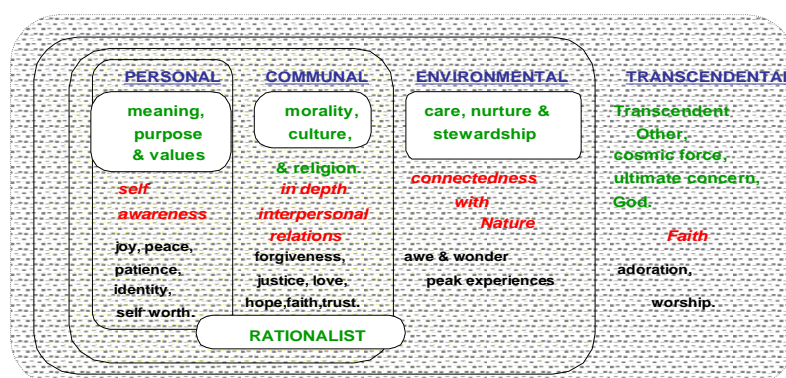 PERSONAL
meaning,
purpose
& values
self
awareness
joy, peace,
patience,
identity,
self worth.
COMMUNAL
morality,
culture,
& religion.
in depth
interpersonal
relations
forgiveness,
justice, love,
hope,faith,trust.
ENVIRONMENTAL
care, nurture &
stewardship
connectedness
with
Nature
awe & wonder
peak experiences
TRANSCENDENTAL
Transcendent
Other,
cosmic force,
ultimate concern,
God.
Faith
adoration,
worship.
RATIONALIST